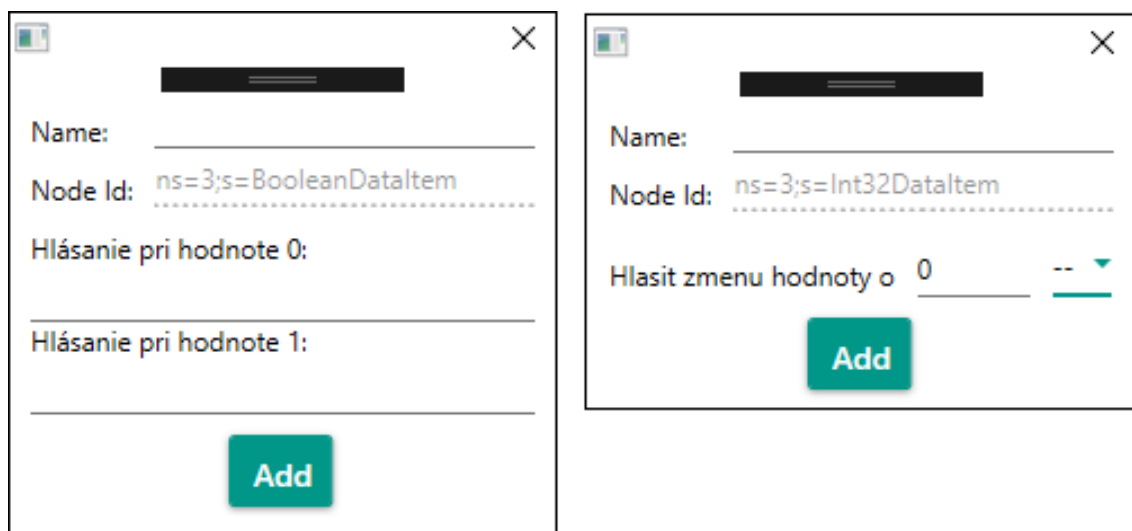 Name:
Node Id: ns=3;s=BooleanDataItem
Hlásanie pri hodnote 0:
Hlásanie pri hodnote 1:
Add
Name:
Node Id: ns=3;s=Int32DataItem
Hlasit zmenu hodnoty o 0 --
Add